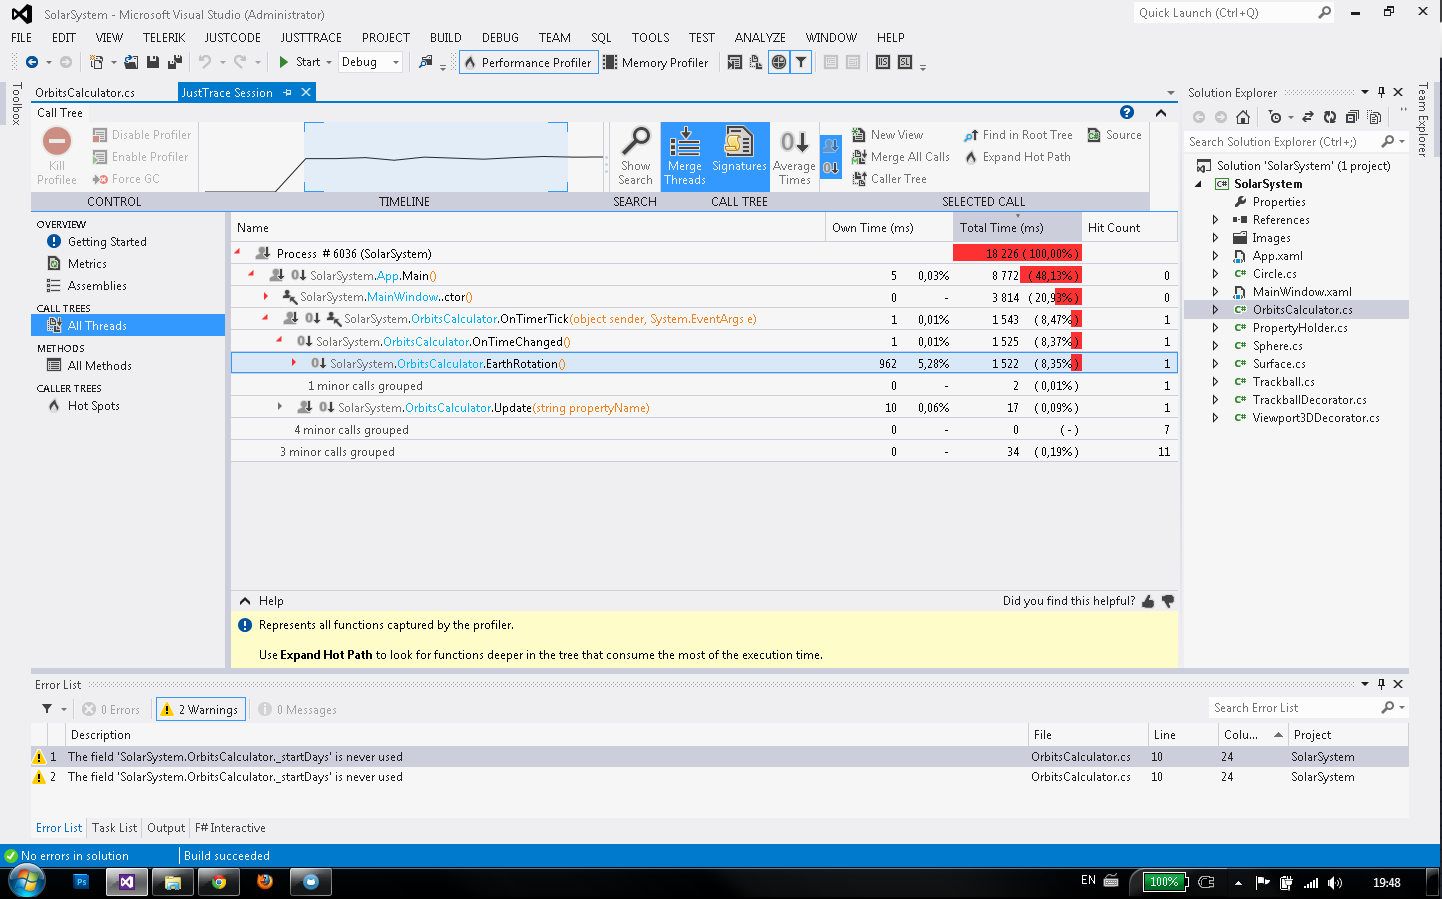 SolarSystem - Microsoft Visual Studio (Administrator)
Quick Launch (Ctrl+Q)
FILE EDIT VIEW TELERIK JUSTCODE JUSTTRACE PROJECT BUILD DEBUG TEAM SQL TOOLS TEST ANALYZE WINDOW HELP
Start Debug Performance Profiler Memory Profiler
Toolbox
OrbitsCalculator.cs JustTrace Session
Call Tree
Kill Profilee
Disable Profiler
Enable Profiler
Force GC
Show Search
Merge Threads
Signatures
Average Times
New View
Merge All Calls
Caller Tree
Find in Root Tree
Expand Hot Path
Source
CONTROL TIMELINE SEARCH CALL TREE SELECTED CALL
OVERVIEW
Getting Started
Metrics
Assemblies
CALL TREES
All Threads
METHODS
All Methods
CALLER TREES
Hot Spots
Name Own Time (ms) Total Time (ms) Hit Count
Process # 6036 (SolarSystem) 18 226 ( 100,00% )
SolarSystem.App.Main() 5 0,03% 8 772 ( 48,13% ) 0
SolarSystem.MainWindow..ctor() 0 - 3 814 ( 20,93% ) 0
SolarSystem.OrbitsCalculator.OnTimerTick(object sender, System.EventArgs e) 1 0,01% 1 543 ( 8,47% ) 1
SolarSystem.OrbitsCalculator.OnTimeChanged() 1 0,01% 1 525 ( 8,37% ) 1
SolarSystem.OrbitsCalculator.EarthRotation() 962 5,28% 1 522 ( 8,35% ) 1
1 minor calls grouped 0 - 2 ( 0,01% ) 1
SolarSystem.OrbitsCalculator.Update(string propertyName) 10 0,06% 17 ( 0,09% ) 1
4 minor calls grouped 0 - 0 ( - ) 7
3 minor calls grouped 0 - 34 ( 0,19% ) 11
Help Did you find this helpful?
Represents all functions captured by the profiler.
Use Expand Hot Path to look for functions deeper in the tree that consume the most of the execution time.
Solution Explorer
Search Solution Explorer (Ctrl+;)
Solution 'SolarSystem' (1 project)
C# SolarSystem
Properties
References
Images
App.xaml
C# Circle.cs
MainWindow.xaml
C# OrbitsCalculator.cs
C# PropertyHolder.cs
C# Sphere.cs
C# Surface.cs
C# Trackball.cs
C# TrackballDecorator.cs
C# Viewport3DDecorator.cs
Team Explorer
Error List
0 Errors 2 Warnings 0 Messages
Search Error List
Description File Line Colu... Project
1 The field 'SolarSystem.OrbitsCalculator._startDays' is never used OrbitsCalculator.cs 10 24 SolarSystem
2 The field 'SolarSystem.OrbitsCalculator._startDays' is never used OrbitsCalculator.cs 10 24 SolarSystem
Error List Task List Output F# Interactive
No errors in solution Build succeeded
Ps
EN
100%
19:48